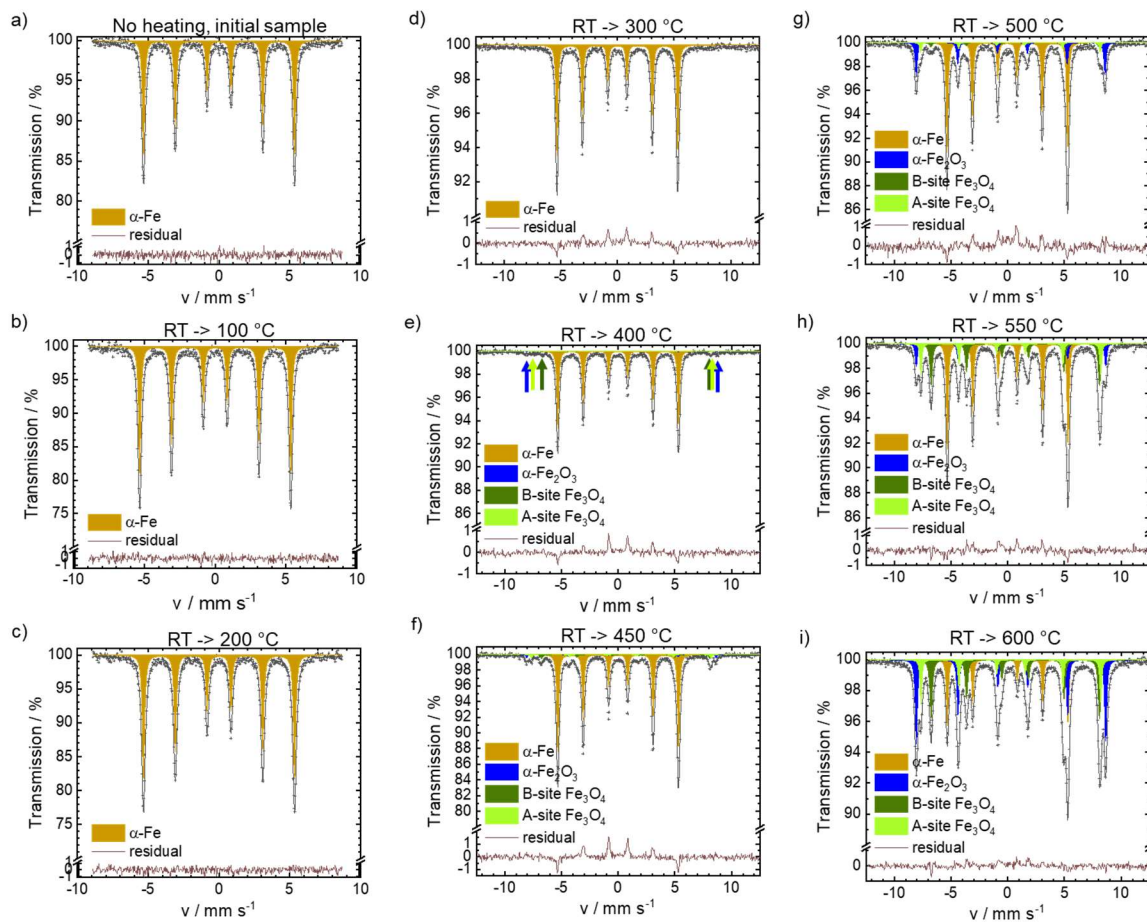 a)
No heating, initial sample
100
95
90
85
80
Transmission / %
α-Fe
residual
1
0
-1
-10 -5 0 5 10
v / mm s⁻¹
b)
RT -> 100 °C
100
95
90
85
80
75
70
Transmission / %
α-Fe
residual
1
0
-1
-10 -5 0 5 10
v / mm s⁻¹
c)
RT -> 200 °C
100
95
90
85
80
75
Transmission / %
α-Fe
residual
1
0
-1
-10 -5 0 5 10
v / mm s⁻¹
d)
RT -> 300 °C
100
98
96
94
92
Transmission / %
α-Fe
residual
1
0
-1
-10 -5 0 5 10
v / mm s⁻¹
e)
RT -> 400 °C
100
98
96
94
92
90
88
86
Transmission / %
α-Fe
α-Fe₂O₃
B-site Fe₃O₄
A-site Fe₃O₄
residual
1
0
-1
-10 -5 0 5 10
v / mm s⁻¹
f)
RT -> 450 °C
100
98
96
94
92
90
88
86
84
82
80
Transmission / %
α-Fe
α-Fe₂O₃
B-site Fe₃O₄
A-site Fe₃O₄
residual
1
0
-10 -5 0 5 10
v / mm s⁻¹
g)
RT -> 500 °C
100
98
96
94
92
90
88
86
Transmission / %
α-Fe
α-Fe₂O₃
B-site Fe₃O₄
A-site Fe₃O₄
residual
1
0
-1
-10 -5 0 5 10
v / mm s⁻¹
h)
RT -> 550 °C
100
98
96
94
92
90
88
86
Transmission / %
α-Fe
α-Fe₂O₃
B-site Fe₃O₄
A-site Fe₃O₄
residual
1
0
-1
-10 -5 0 5 10
v / mm s⁻¹
i)
RT -> 600 °C
100
98
96
94
92
90
Transmission / %
α-Fe
α-Fe₂O₃
B-site Fe₃O₄
A-site Fe₃O₄
residual
0
-10 -5 0 5 10
v / mm s⁻¹